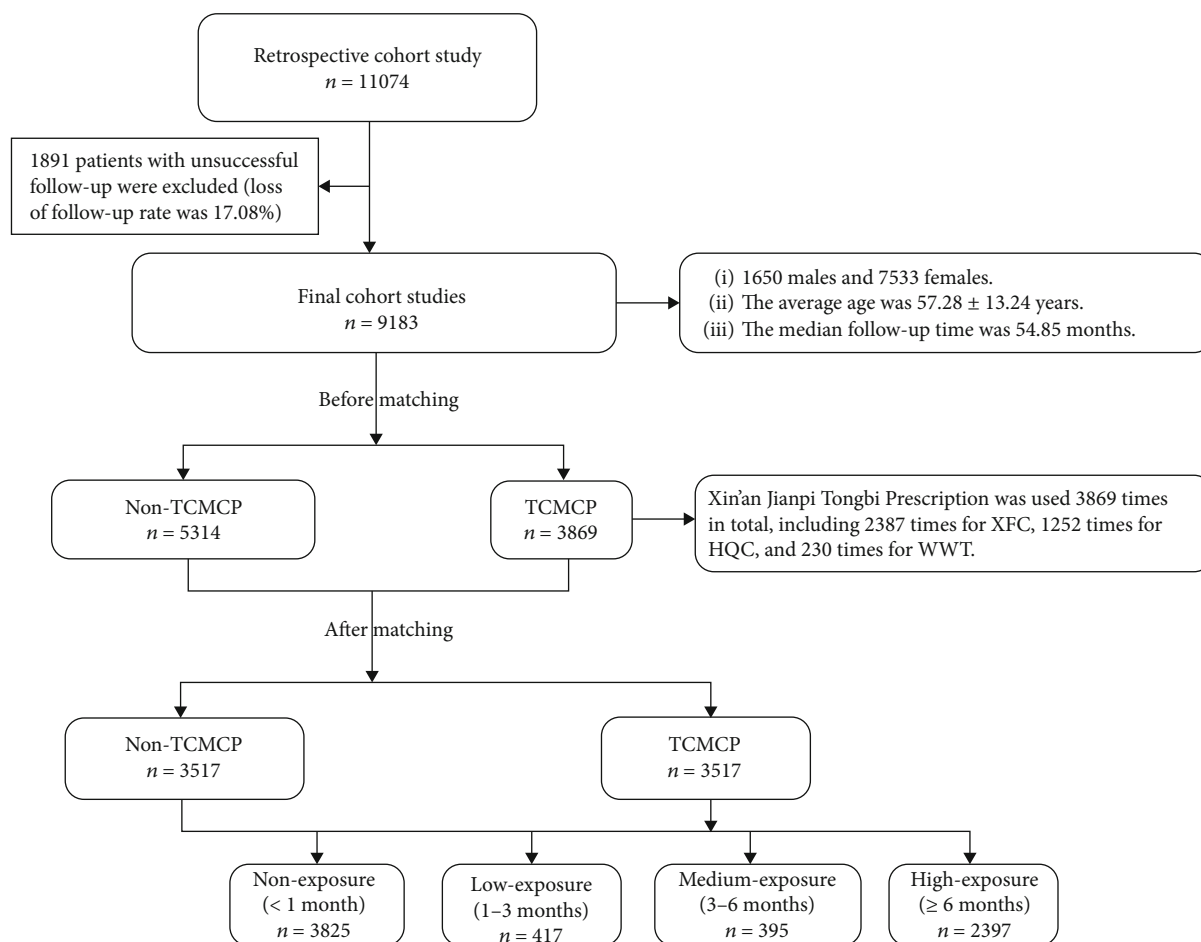 Retrospective cohort study
n = 11074
1891 patients with unsuccessful
follow-up were excluded (loss
of follow-up rate was 17.08%)
Final cohort studies
n = 9183
(i) 1650 males and 7533 females.
(ii) The average age was 57.28 ± 13.24 years.
(iii) The median follow-up time was 54.85 months.
Before matching
Non-TCMCP
n = 5314
TCMCP
n = 3869
Xin'an Jianpi Tongbi Prescription was used 3869 times
in total, including 2387 times for XFC, 1252 times for
HQC, and 230 times for WWT.
After matching
Non-TCMCP
n = 3517
TCMCP
n = 3517
Non-exposure
(< 1 month)
n = 3825
Low-exposure
(1–3 months)
n = 417
Medium-exposure
(3–6 months)
n = 395
High-exposure
(≥ 6 months)
n = 2397